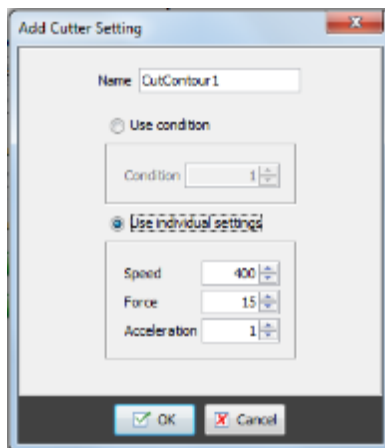 Add Cutter Setting
Name CutContour1
Use condition
Condition 1
Use individual settings
Speed 400
Force 15
Acceleration 1
OK Cancel